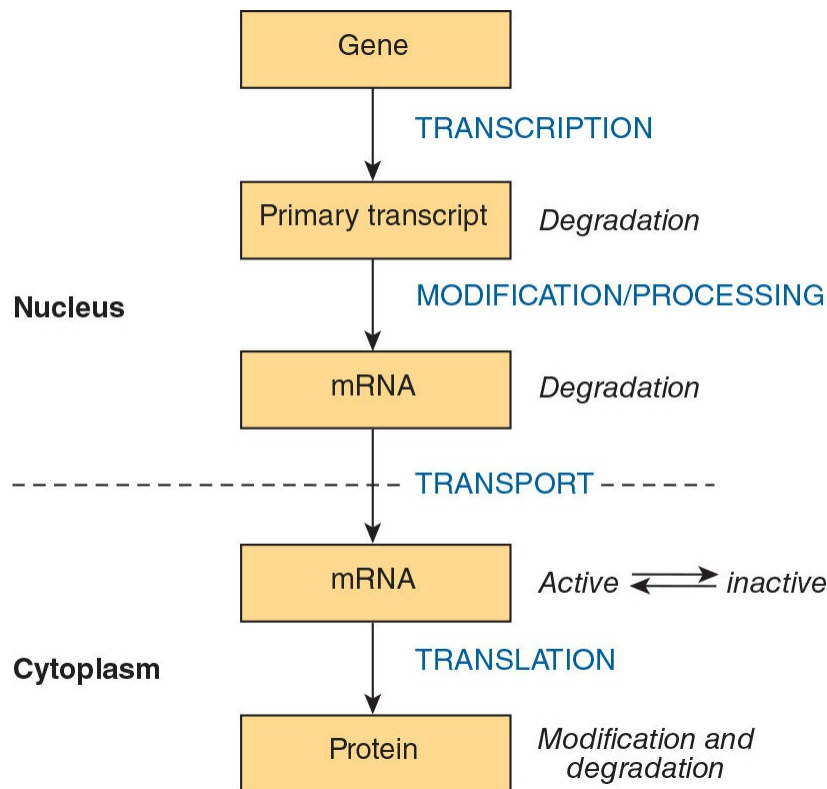 Gene
TRANSCRIPTION
Primary transcript
Degradation
Nucleus
MODIFICATION/PROCESSING
mRNA
Degradation
TRANSPORT
mRNA
Active
inactive
Cytoplasm
TRANSLATION
Protein
Modification and
degradation